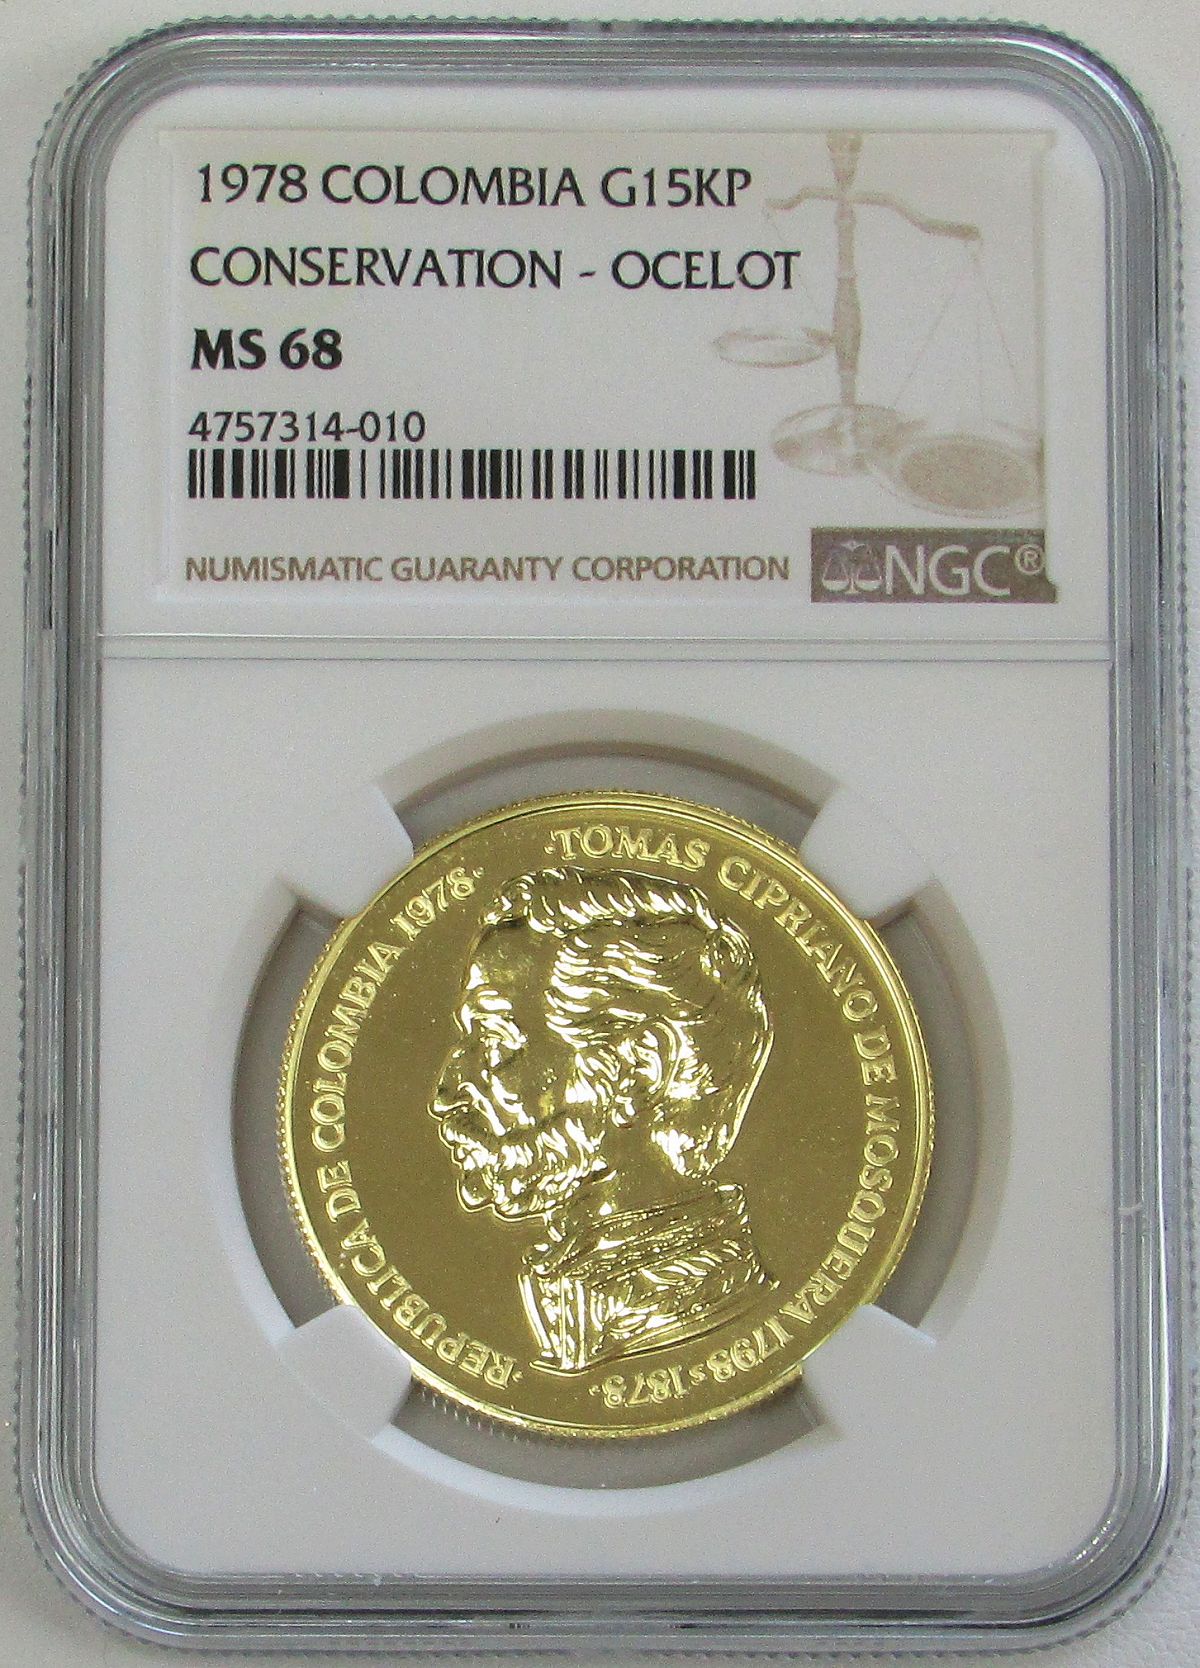 1978 COLOMBIA G15KP
CONSERVATION - OCELOT
MS 68
4757314-010
NUMISMATIC GUARANTY CORPORATION
NGC®
·REPUBLICA DE COLOMBIA 1978·
·TOMAS CIPRIANO DE MOSQUERA 1798 s 1878·